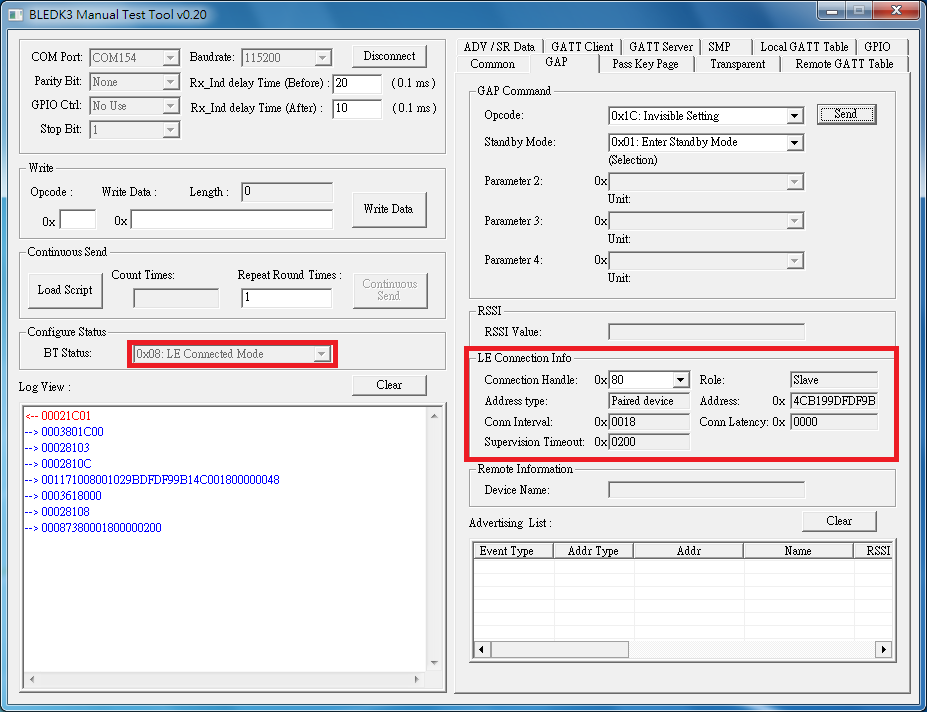 BLEDK3 Manual Test Tool v0.20
COM Port: COM154 Baudrate: 115200 Disconnect
Parity Bit: None Rx_Ind delay Time (Before) : 20 ( 0.1 ms )
GPIO Ctrl: No Use Rx_Ind delay Time (After) : 10 ( 0.1 ms )
Stop Bit: 1
Write
Opcode : Write Data : Length : 0
0x 0x Write Data
Continuous Send
Load Script Count Times: Repeat Round Times : 1 Continuous Send
Configure Status
BT Status: 0x08: LE Connected Mode
Log View : Clear
<-- 00021C01
--> 0003801C00
--> 00028103
--> 0002810C
--> 001171008001029BDFDF99B14C001800000048
--> 0003618000
--> 00028108
--> 00087380001800000200
ADV / SR Data GATT Client GATT Server SMP Local GATT Table GPIO
Common GAP Pass Key Page Transparent Remote GATT Table
GAP Command
Opcode: 0x1C: Invisible Setting Send
Standby Mode: 0x01: Enter Standby Mode
(Selection)
Parameter 2: 0x
Unit:
Parameter 3: 0x
Unit:
Parameter 4: 0x
Unit:
RSSI
RSSI Value:
LE Connection Info
Connection Handle: 0x 80 Role: Slave
Address type: Paired device Address: 0x 4CB199DFDF9B
Conn Interval: 0x 0018 Conn Latency: 0x 0000
Supervision Timeout: 0x 0200
Remote Information
Device Name:
Advertising List : Clear
Event Type Addr Type Addr Name RSSI